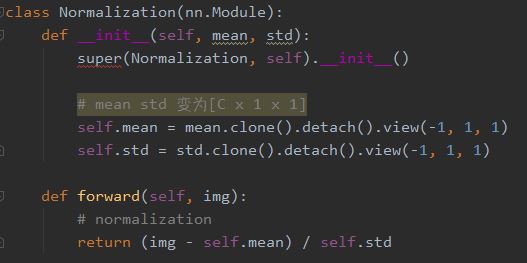 class Normalization(nn.Module):
def __init__(self, mean, std):
super(Normalization, self).__init__()
# mean std 变为[C x 1 x 1]
self.mean = mean.clone().detach().view(-1, 1, 1)
self.std = std.clone().detach().view(-1, 1, 1)
def forward(self, img):
# normalization
return (img - self.mean) / self.std